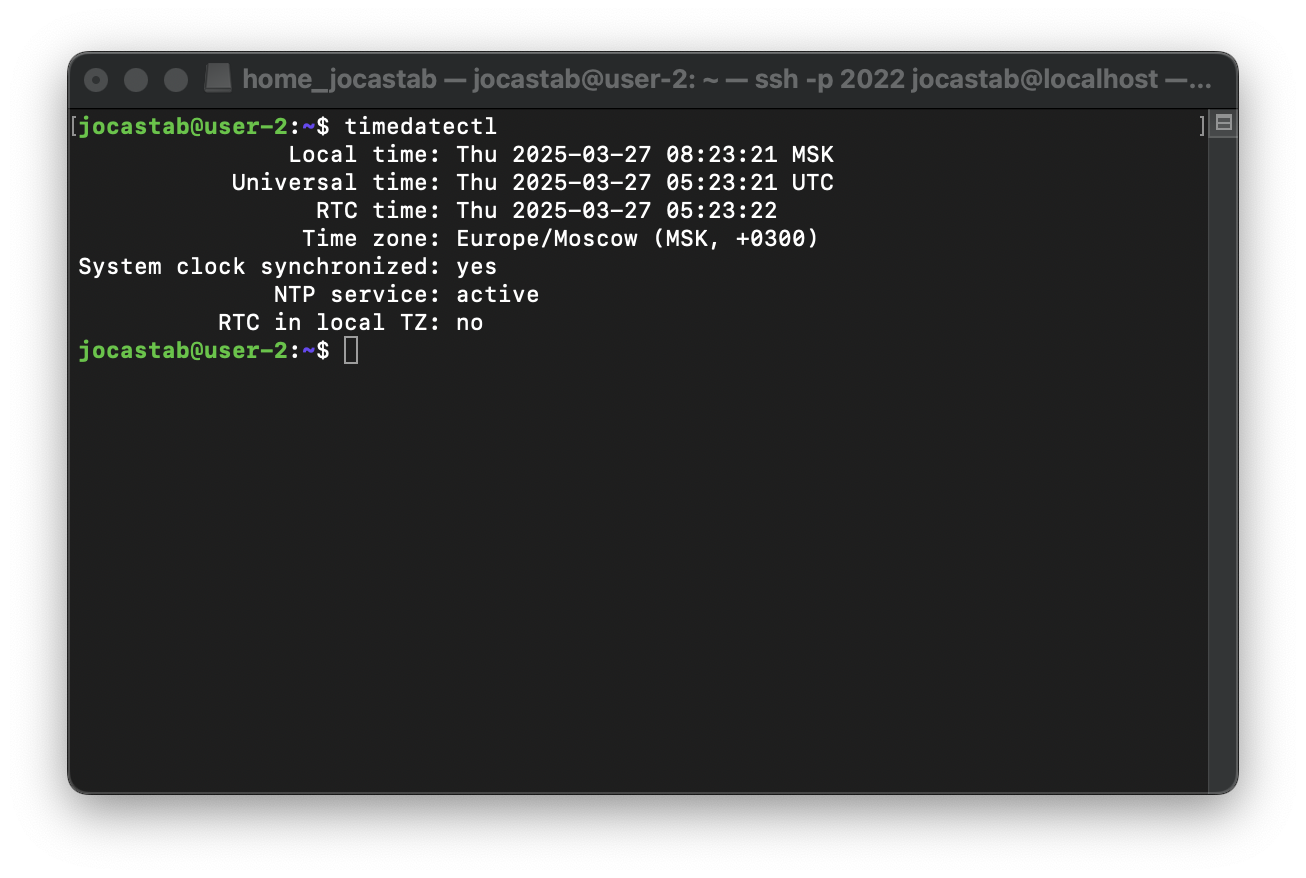 home_jocastab — jocastab@user-2: ~ — ssh -p 2022 jocastab@localhost —...
[jocastab@user-2:~$ timedatectl ]
Local time: Thu 2025-03-27 08:23:21 MSK
Universal time: Thu 2025-03-27 05:23:21 UTC
RTC time: Thu 2025-03-27 05:23:22
Time zone: Europe/Moscow (MSK, +0300)
System clock synchronized: yes
NTP service: active
RTC in local TZ: no
jocastab@user-2:~$